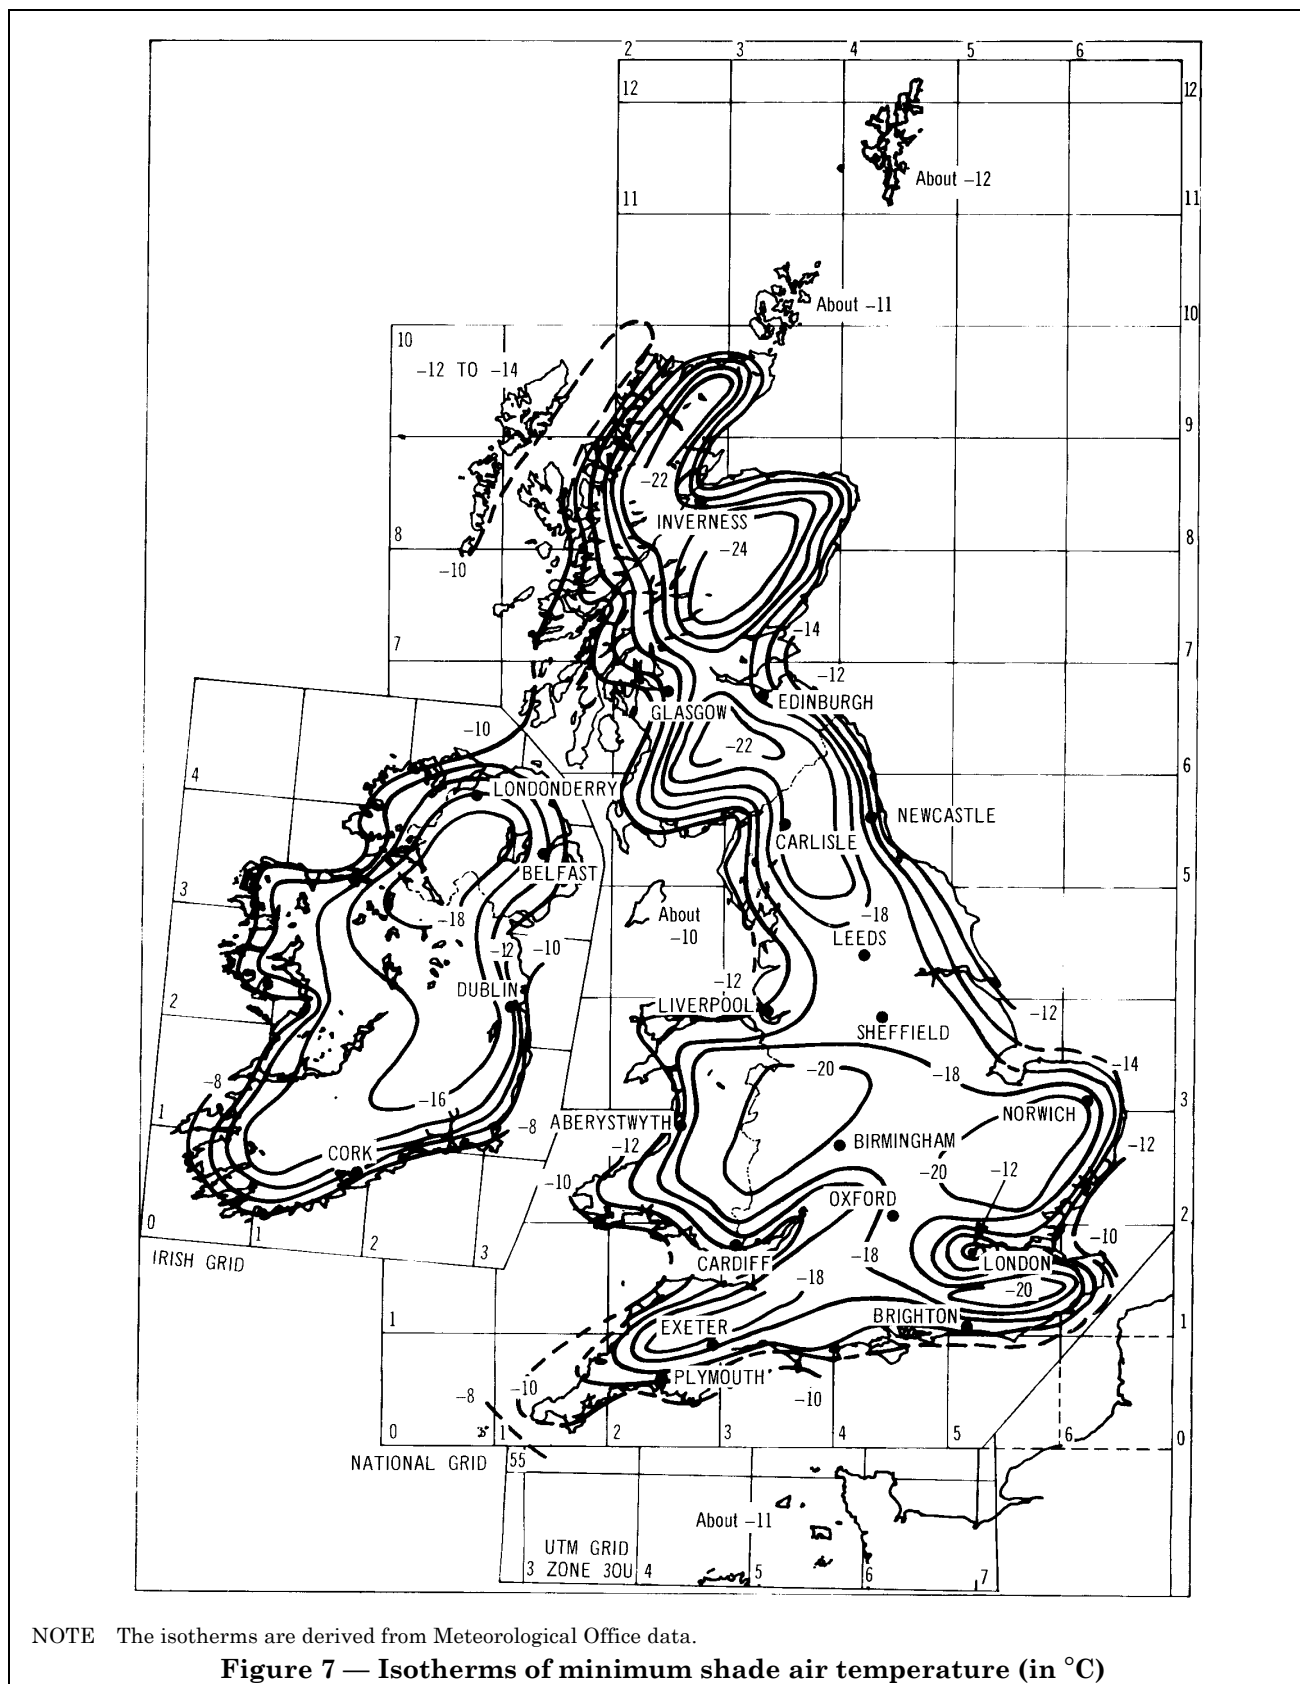 2 3 4 5 6
12 12
About –12
11 11
About –11
10 10
–12 TO –14
9
–22
INVERNESS
8 –24 8
–10
–14
7 7
–12
EDINBURGH
GLASGOW
–10
–22
4 6
LONDONDERRY
NEWCASTLE
CARLISLE
BELFAST
3 5
About
–10
–18 –18
LEEDS
–12 –10
–12
DUBLIN
LIVERPOOL
2 –12
SHEFFIELD
–14
–20 –18
–8
–16
1 NORWICH 3
ABERYSTWYTH
–8
–12 BIRMINGHAM –12
CORK
–20 –12
–10
OXFORD
0 1 2 3 2
–10
IRISH GRID
CARDIFF –18 LONDON
–18
–20
1 BRIGHTON 1
EXETER
PLYMOUTH
–8 –10 –10
0 1 2 3 4 5 6 0
NATIONAL GRID 55
About –11
UTM GRID
3 ZONE 30U 4 5 6 7
NOTE The isotherms are derived from Meteorological Office data.
Figure 7 — Isotherms of minimum shade air temperature (in °C)